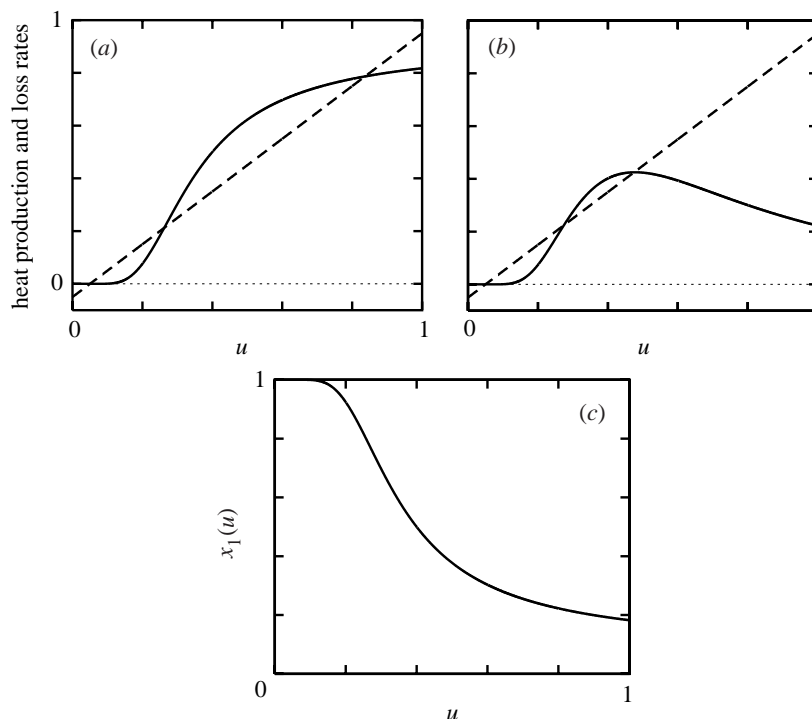 1
(a)
(b)
heat production and loss rates
0
0
1
u
0
u
1
(c)
x1(u)
0
1
u